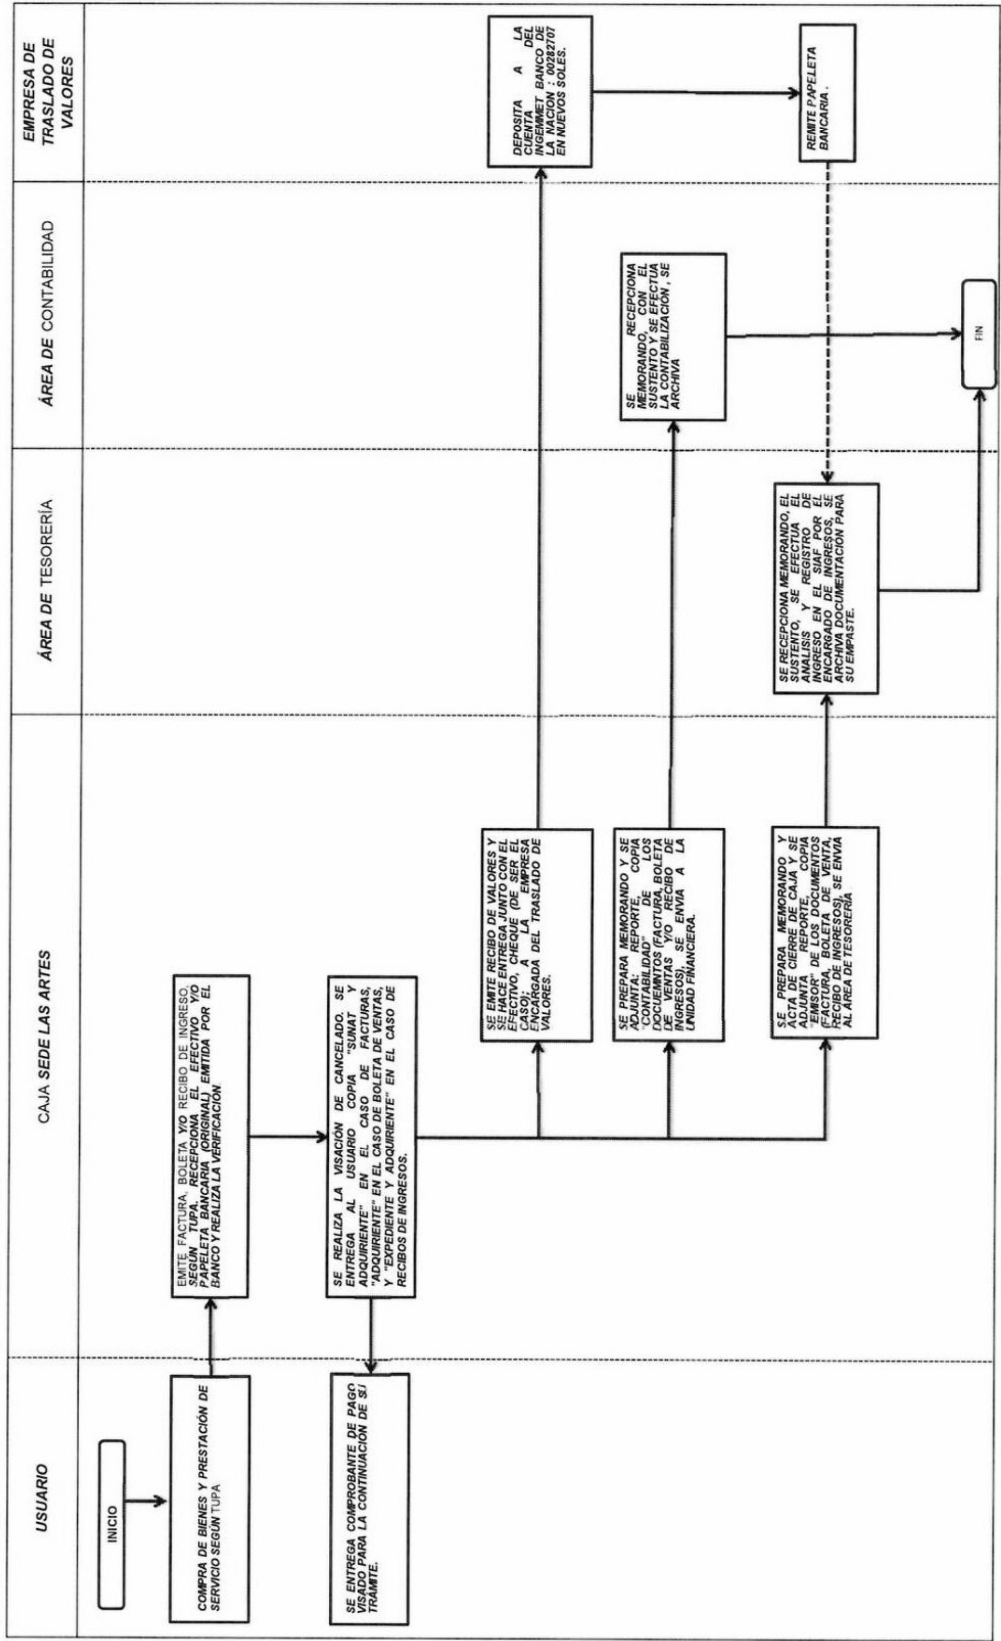 USUARIO
CAJA SEDE LAS ARTES
ÁREA DE TESORERÍA
ÁREA DE CONTABILIDAD
EMPRESA DE
TRASLADO DE
VALORES
INICIO
COMPRA DE BIENES Y PRESTACIÓN DE
SERVICIO SEGÚN TUPA
EMITE FACTURA, BOLETA Y/O RECIBO DE INGRESO,
SEGÚN TUPA. RECEPCIONA EL EFECTIVO Y/O
PAPELETA BANCARIA (ORIGINAL) EMITIDA POR EL
BANCO Y REALIZA LA VERIFICACIÓN
SE REALIZA LA VISACIÓN DE CANCELADO. SE
ENTREGA AL USUARIO COPIA "SUNAT Y
ADQUIRIENTE" EN EL CASO DE FACTURAS,
"ADQUIRIENTE" EN EL CASO DE BOLETA DE VENTAS,
Y "EXPEDIENTE Y ADQUIRIENTE" EN EL CASO DE
RECIBOS DE INGRESOS.
SE ENTREGA COMPROBANTE DE PAGO
VISADO PARA LA CONTINUACION DE SU
TRÁMITE.
SE EMITE RECIBO DE VALORES Y
SE HACE ENTREGA JUNTO CON EL
EFECTIVO, CHEQUE (DE SER EL
CASO); A LA EMPRESA
ENCARGADA DEL TRASLADO DE
VALORES.
DEPOSITA A LA
CUENTA DEL
INGEMMET BANCO DE
LA NACION : 00282707
EN NUEVOS SOLES.
SE PREPARA MEMORANDO Y SE
ADJUNTA: REPORTE, COPIA
"CONTABILIDAD" DE LOS
DOCUEMNTOS (FACTURA, BOLETA
DE VENTAS Y/O RECIBO DE
INGRESOS), SE ENVIA A LA
UNIDAD FINANCIERA.
SE RECEPCIONA
MEMORANDO, CON EL
SUSTENTO Y SE EFECTUA
LA CONTABILIZACIÓN , SE
ARCHIVA
SE PREPARA MEMORANDO Y
ACTA DE CIERRE DE CAJA Y SE
ADJUNTA REPORTE, COPIA
"EMISOR" DE LOS DOCUMENTOS
(FACTURA, BOLETA DE VENTA,
RECIBO DE INGRESOS), SE ENVIA
AL ÁREA DE TESORERÍA
SE RECEPCIONA MEMORANDO, EL
SUSTENTO, SE EFECTUA EL
ANALISIS Y REGISTRO DE
INGRESO EN EL SIAF POR EL
ENCARGADO DE INGRESOS, SE
ARCHIVA DOCUMENTACION PARA
SU EMPASTE.
REMITE PAPELETA
BANCARIA .
FIN